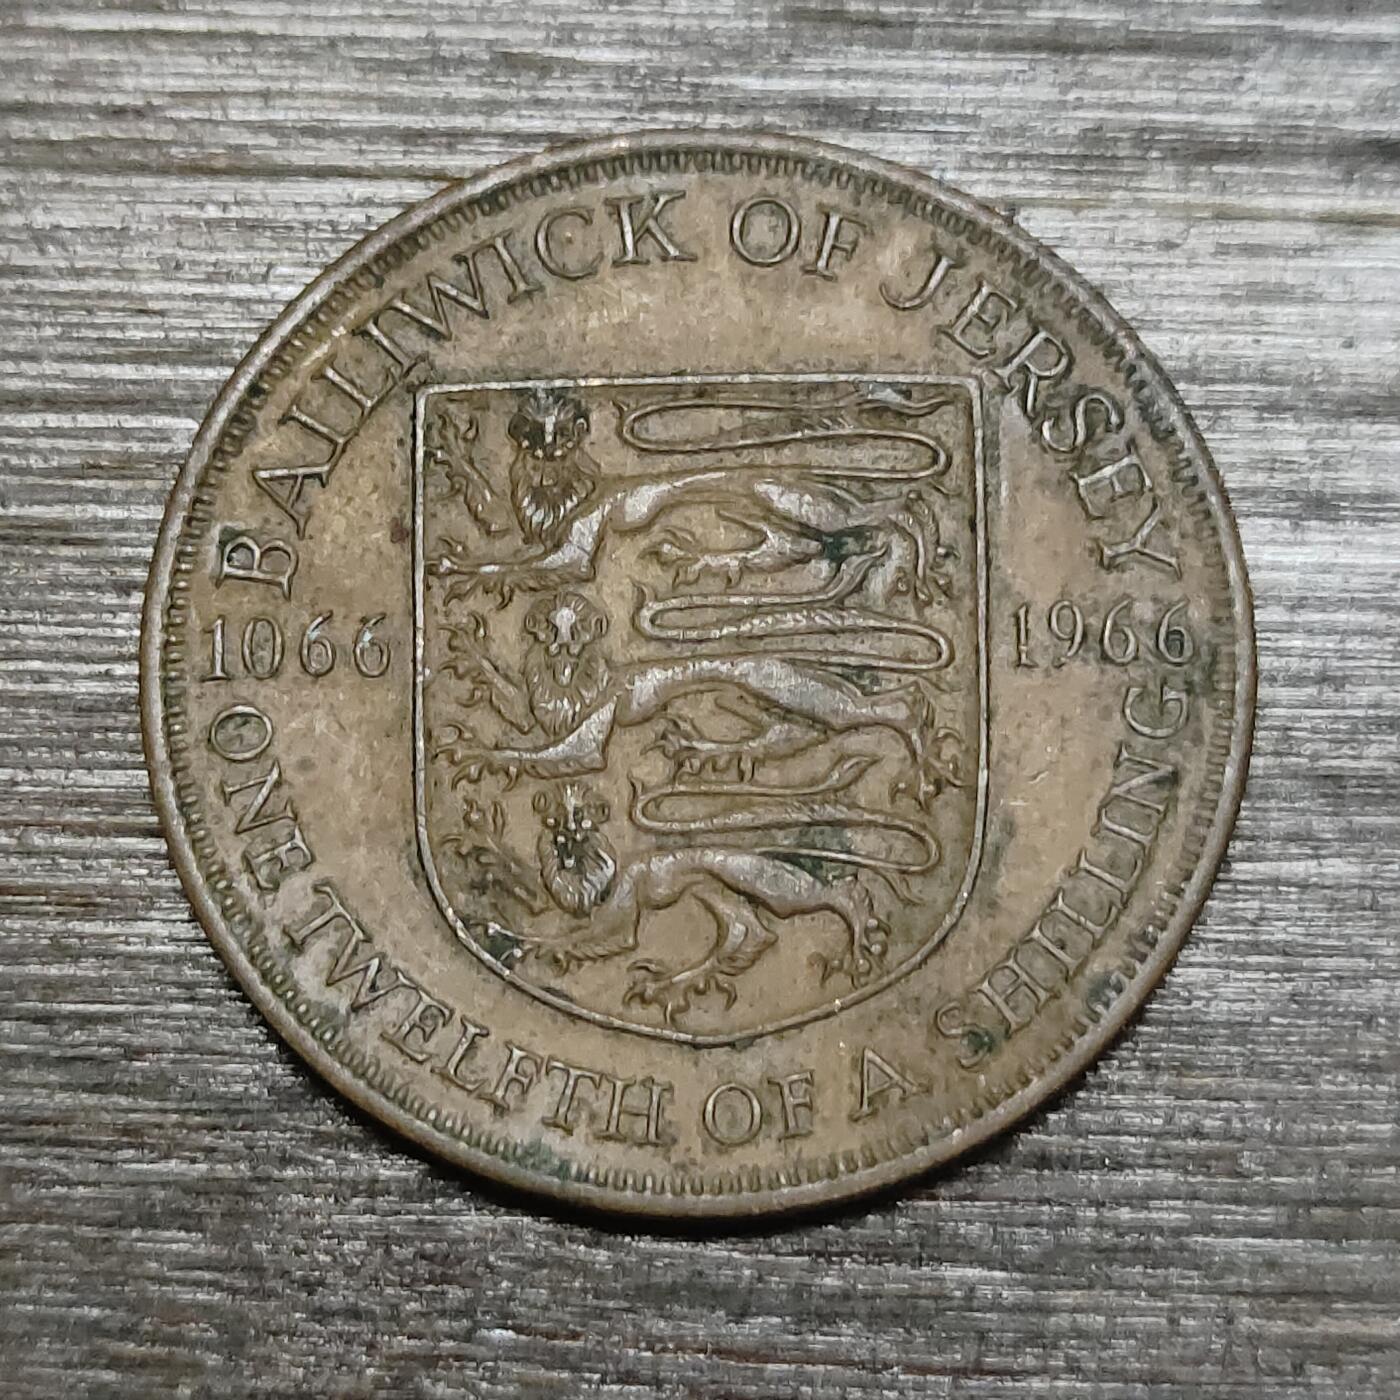 BAILIWICK OF JERSEY
1066 1966
ONE TWELFTH OF A SHILLING